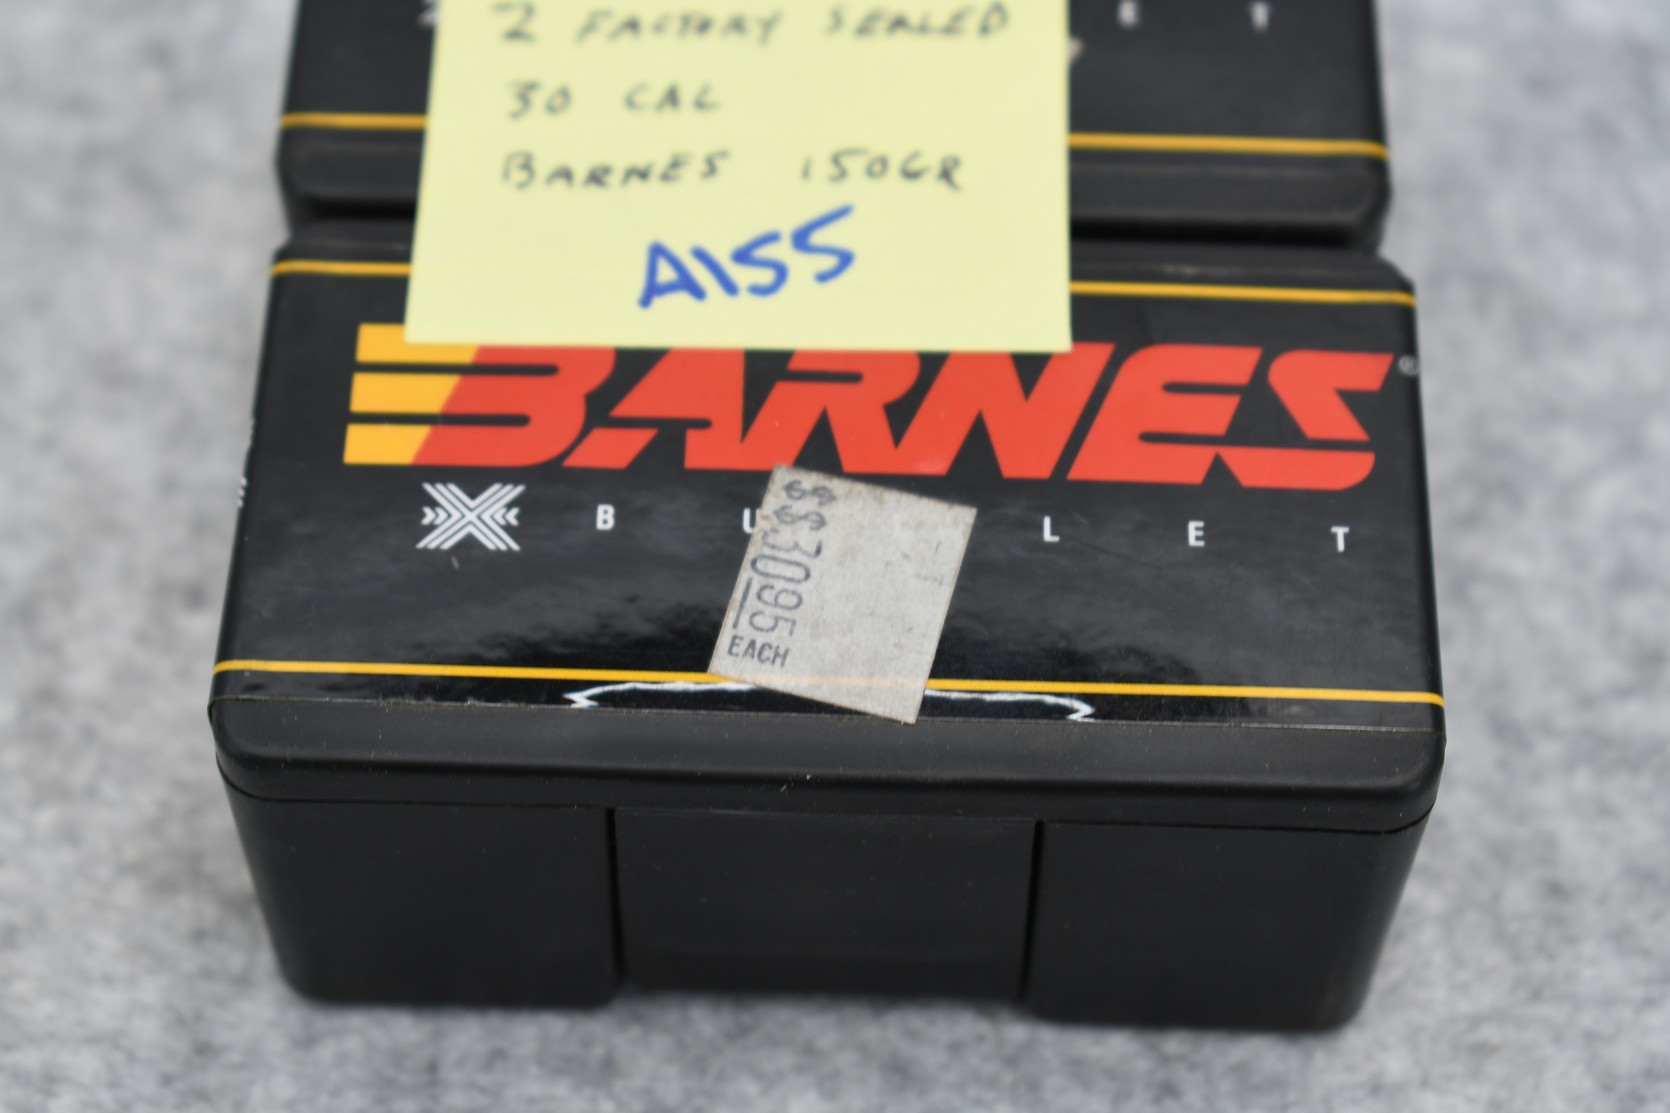 2 FACTORY SEALED
30 CAL
BARNES 150GR
A155
E T
BARNES®
X BULLET
$$30.95
EACH